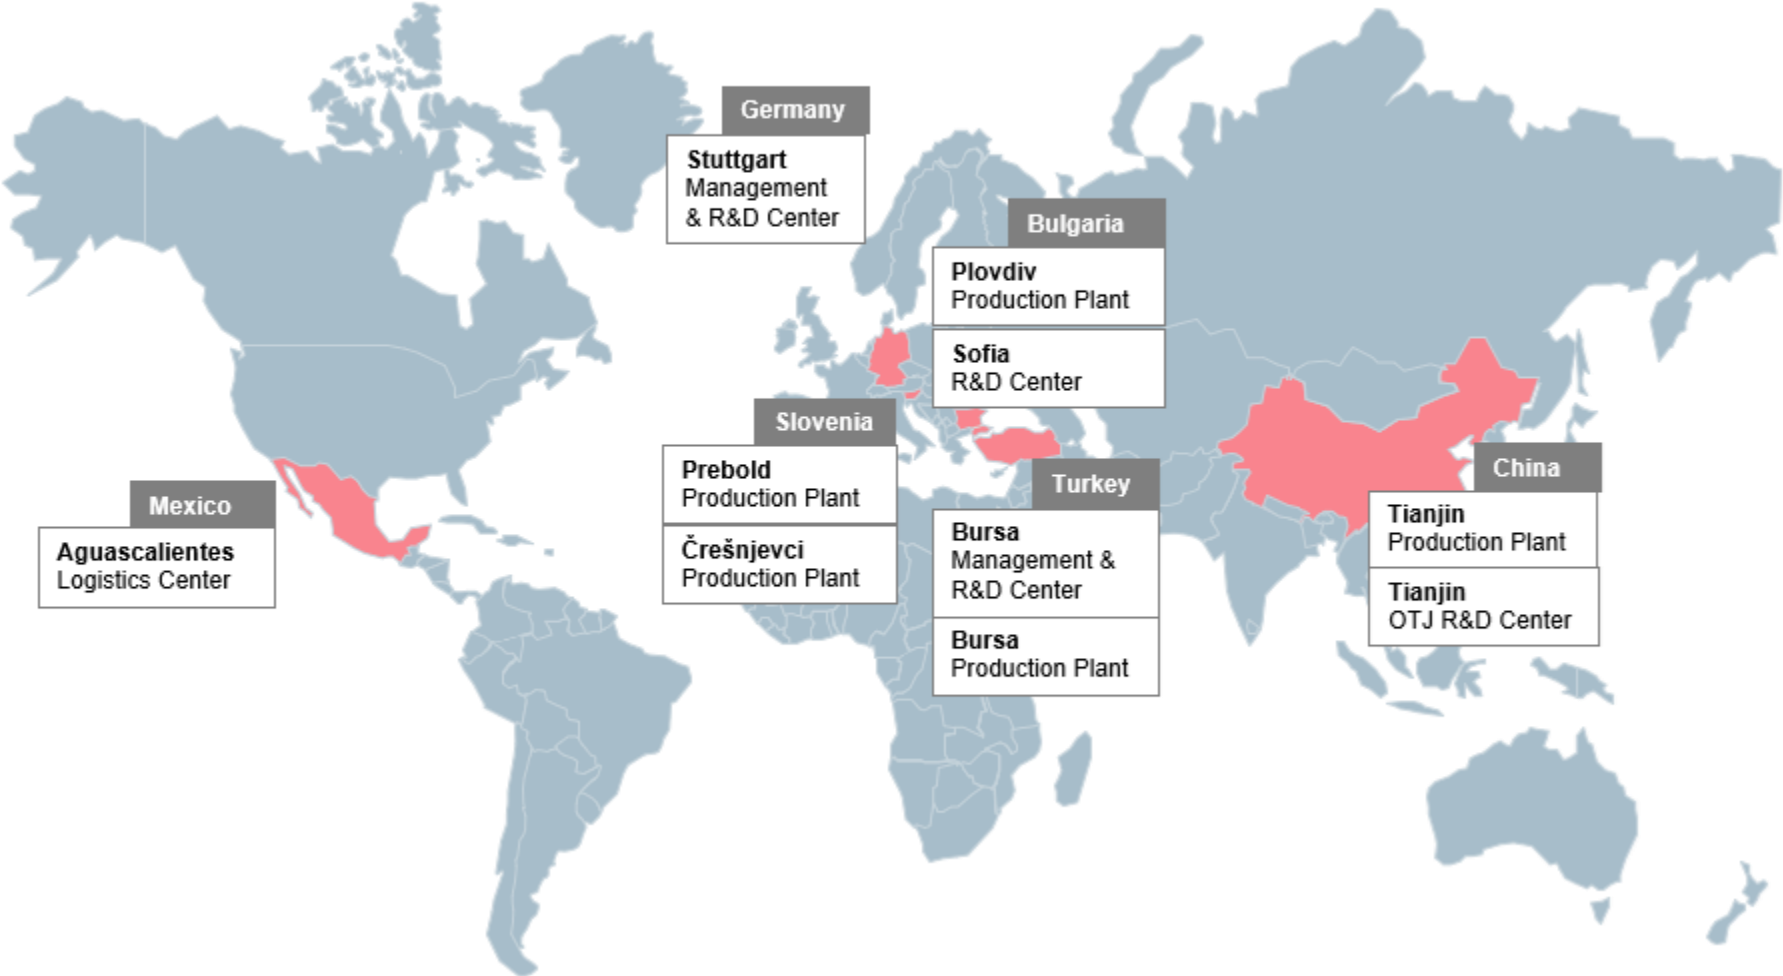 Germany
Stuttgart
Management
& R&D Center
Bulgaria
Plovdiv
Production Plant
Sofia
R&D Center
Slovenia
Prebold
Production Plant
Črešnjevci
Production Plant
Turkey
Bursa
Management &
R&D Center
Bursa
Production Plant
China
Tianjin
Production Plant
Tianjin
OTJ R&D Center
Mexico
Aguascalientes
Logistics Center